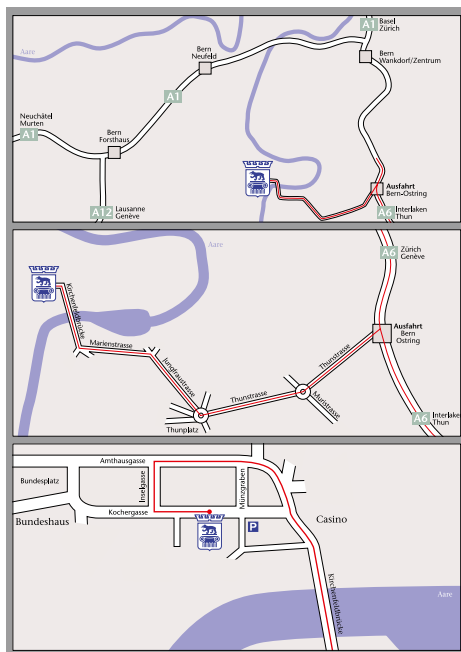 Aare
A1
Basel
Zürich
Bern
Neufeld
Bern
Wankdorf/Zentrum
A1
Neuchâtel
Murten
A1
Bern
Forsthaus
Ausfahrt
Bern-Ostring
A12
Lausanne
Genève
A6
Interlaken
Thun
Aare
A6
Zürich
Genève
Kirchenfeldbrücke
Marienstrasse
Jungfraustrasse
Thunstrasse
Ausfahrt
Bern
Ostring
Thunstrasse
Muristrasse
Thunplatz
A6
Interlake
Thun
Amthausgasse
Bundesplatz
Inselgasse
Münzgraben
Kochergasse
Bundeshaus
P
Casino
Kirchenfeldbrücke
Aare